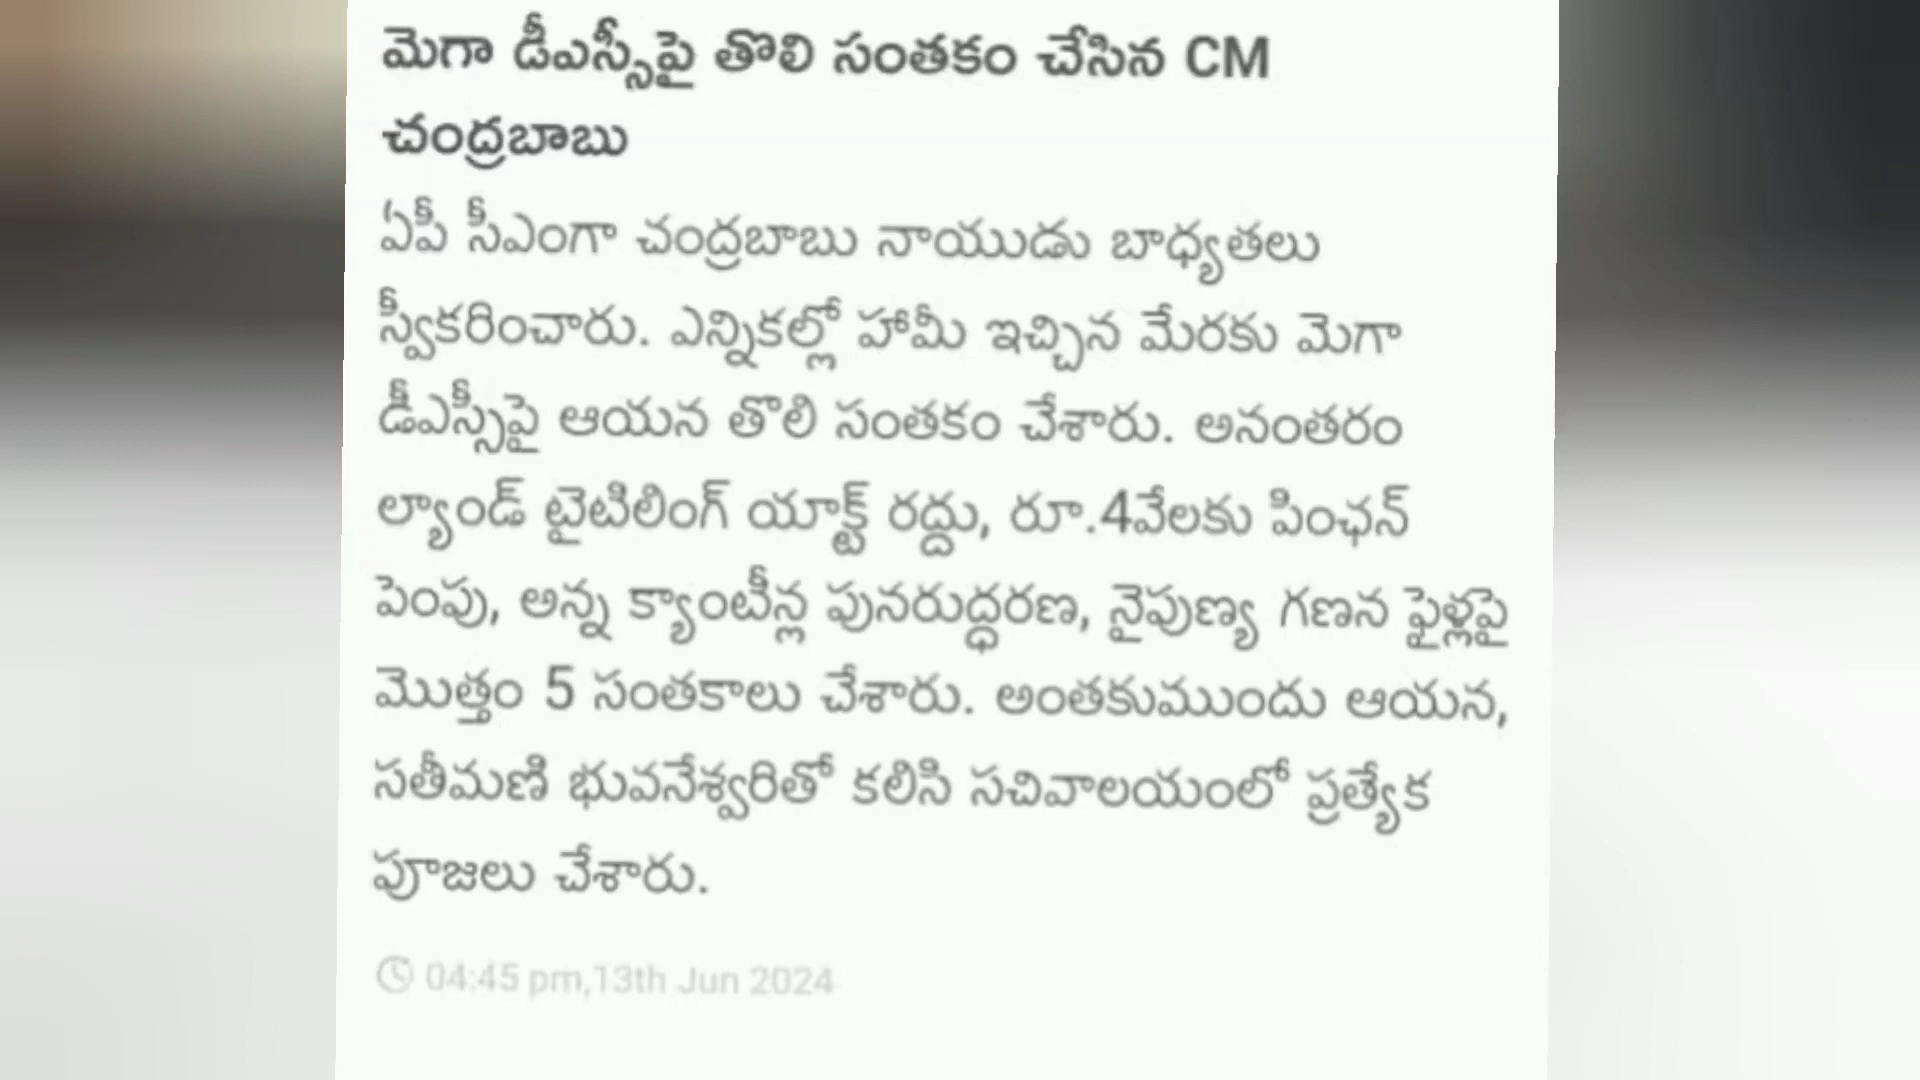 మెగా డీఎస్సీపై తొలి సంతకం చేసిన CM
చంద్రబాబు
ఏపీ సీఎంగా చంద్రబాబు నాయుడు బాధ్యతలు
స్వీకరించారు. ఎన్నికల్లో హామీ ఇచ్చిన మేరకు మెగా
డీఎస్సీపై ఆయన తొలి సంతకం చేశారు. అనంతరం
ల్యాండ్ టైటిలింగ్ యాక్ట్ రద్దు, రూ.4వేలకు పింఛన్
పెంపు, అన్న క్యాంటీన్ల పునరుద్ధరణ, నైపుణ్య గణన ఫైళ్లపై
మొత్తం 5 సంతకాలు చేశారు. అంతకుముందు ఆయన,
సతీమణి భువనేశ్వరితో కలిసి సచివాలయంలో ప్రత్యేక
పూజలు చేశారు.
04:45 pm,13th Jun 2024